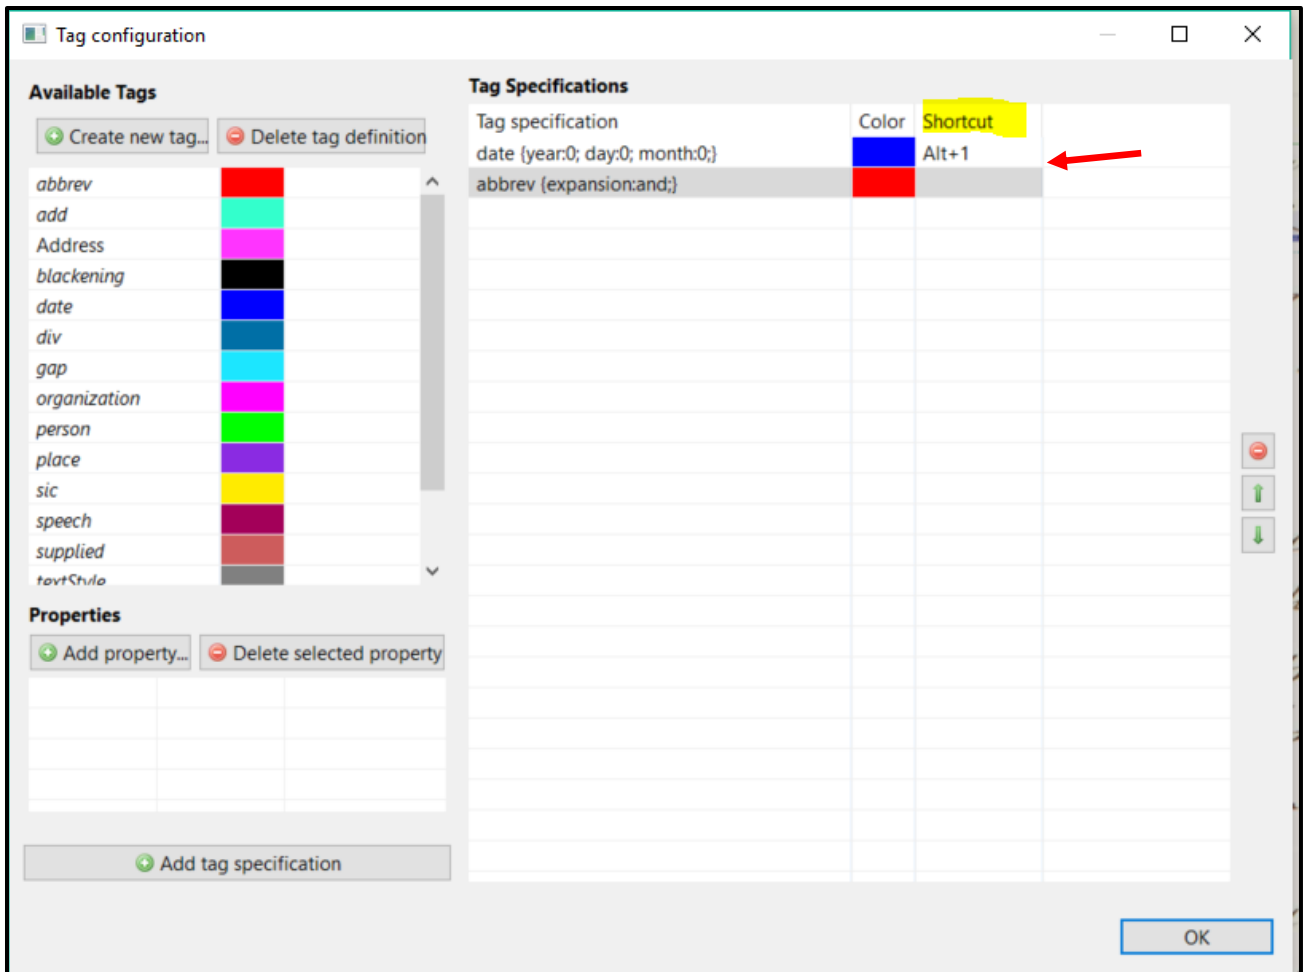 Tag configuration
Available Tags
Create new tag...
Delete tag definition
abbrev
add
Address
blackening
date
div
gap
organization
person
place
sic
speech
supplied
textStyle
Properties
Add property...
Delete selected property
Add tag specification
Tag Specifications
Tag specification Color Shortcut
date {year:0; day:0; month:0;} Alt+1
abbrev {expansion:and;}
OK